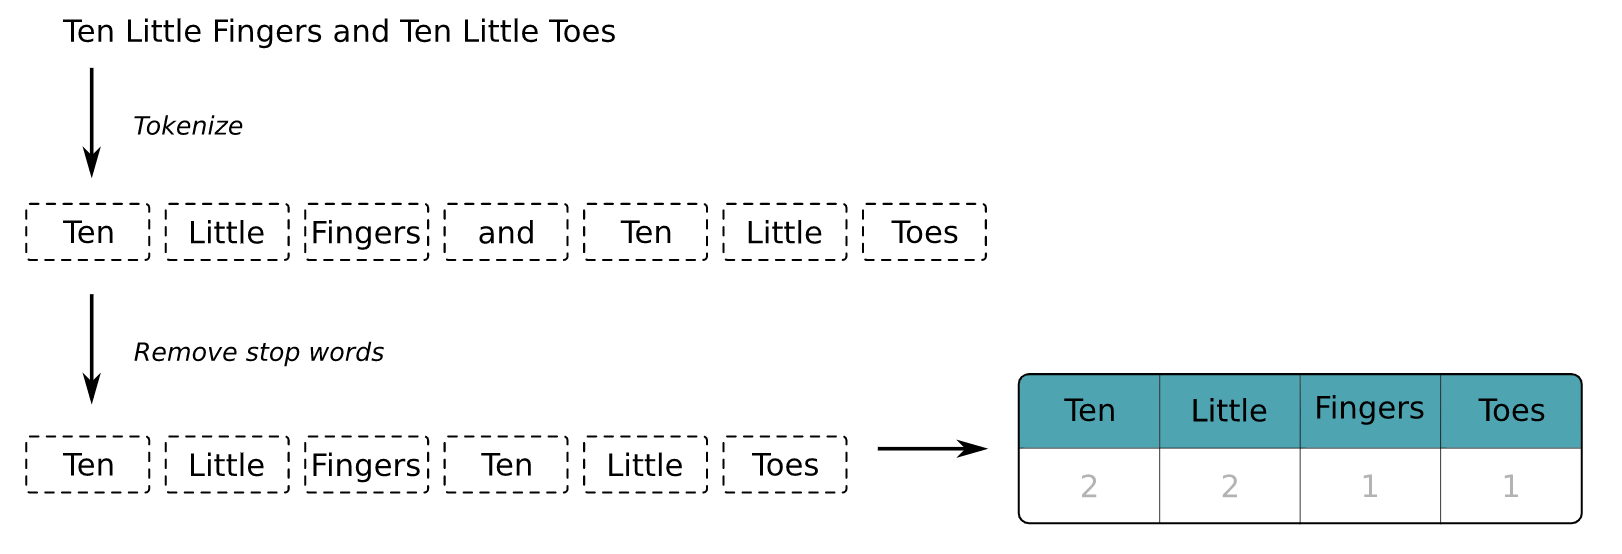 Ten Little Fingers and Ten Little Toes
Tokenize
Ten Little Fingers and Ten Little Toes
Remove stop words
Ten Little Fingers Ten Little Toes
Ten Little Fingers Toes
2 2 1 1